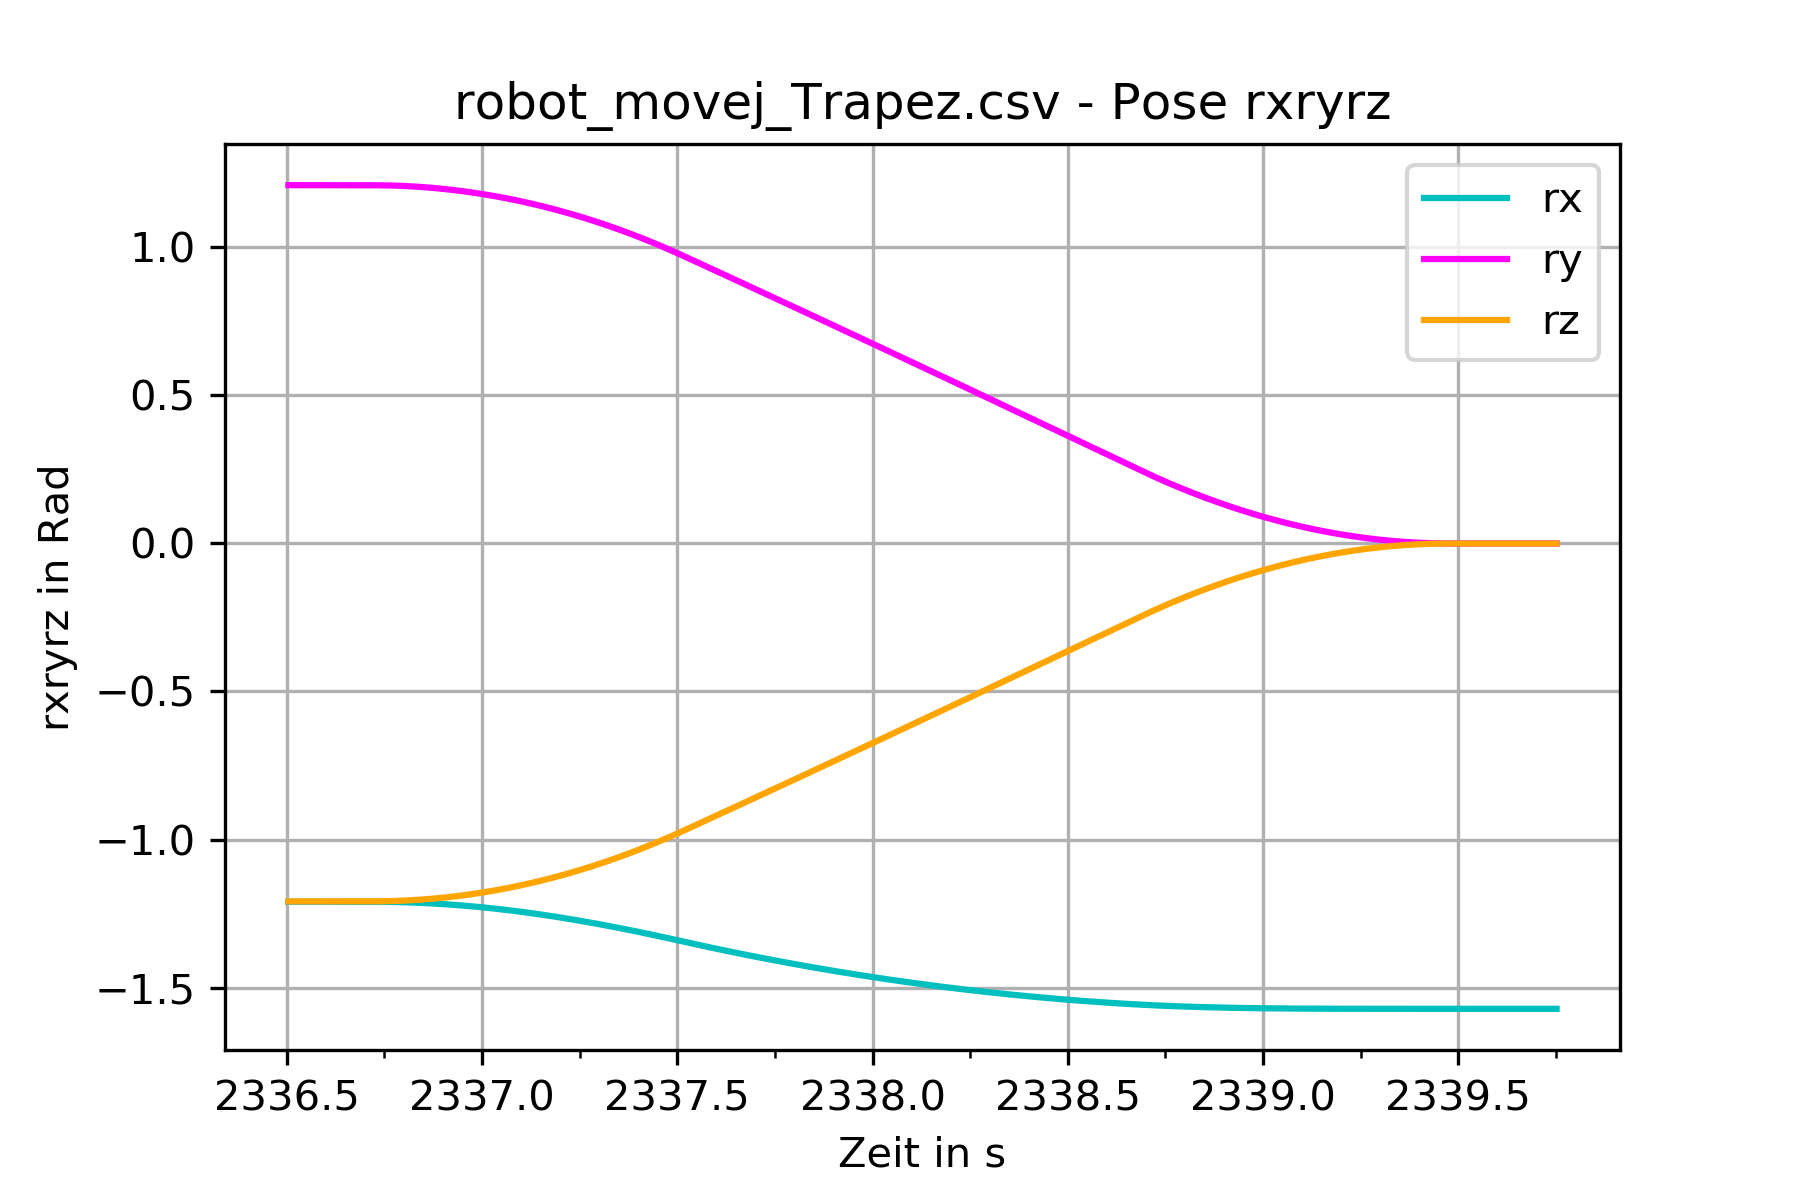 robot_movej_Trapez.csv - Pose rxryrz
rx
ry
rz
1.0
0.5
0.0
−0.5
−1.0
−1.5
rxryrz in Rad
2336.5 2337.0 2337.5 2338.0 2338.5 2339.0 2339.5
Zeit in s